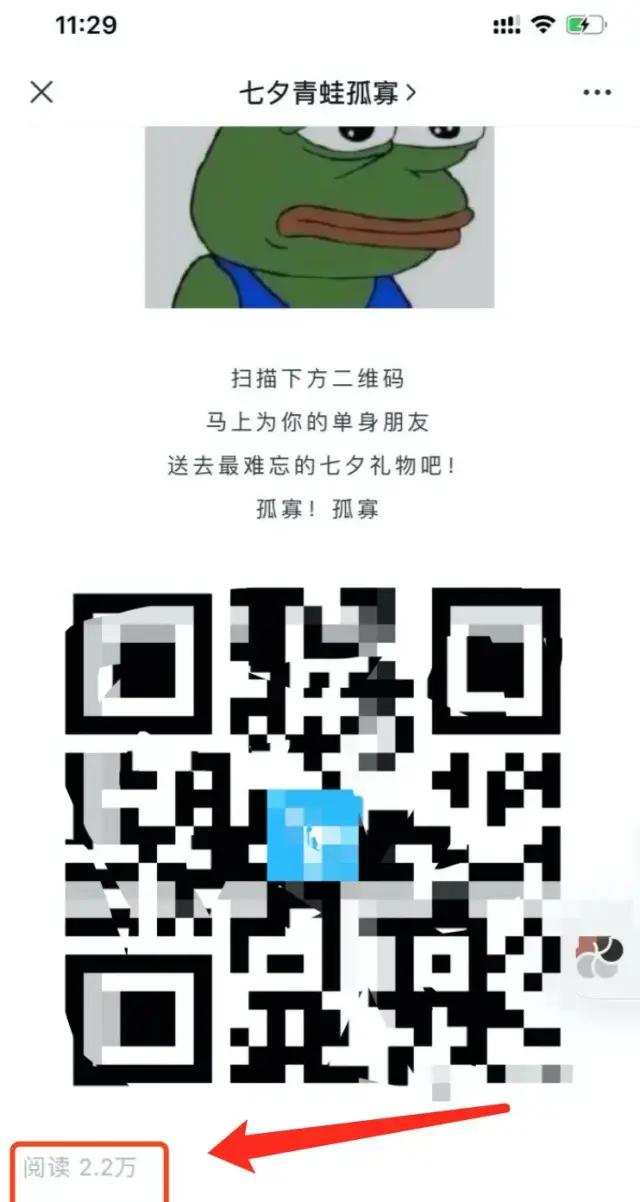 11:29
七夕青蛙孤寡
扫描下方二维码
马上为你的单身朋友
送去最难忘的七夕礼物吧!
孤寡!孤寡
阅读 2.2万